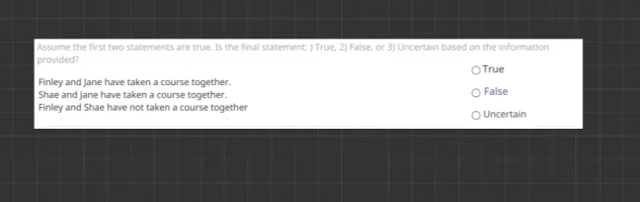 Assume the first two statements are true. Is the final statement: ) True, 2) False, or 3) Uncertain based on the information
provided?
Finley and Jane have taken a course together.
Shae and Jane have taken a course together.
Finley and Shae have not taken a course together
True
False
Uncertain